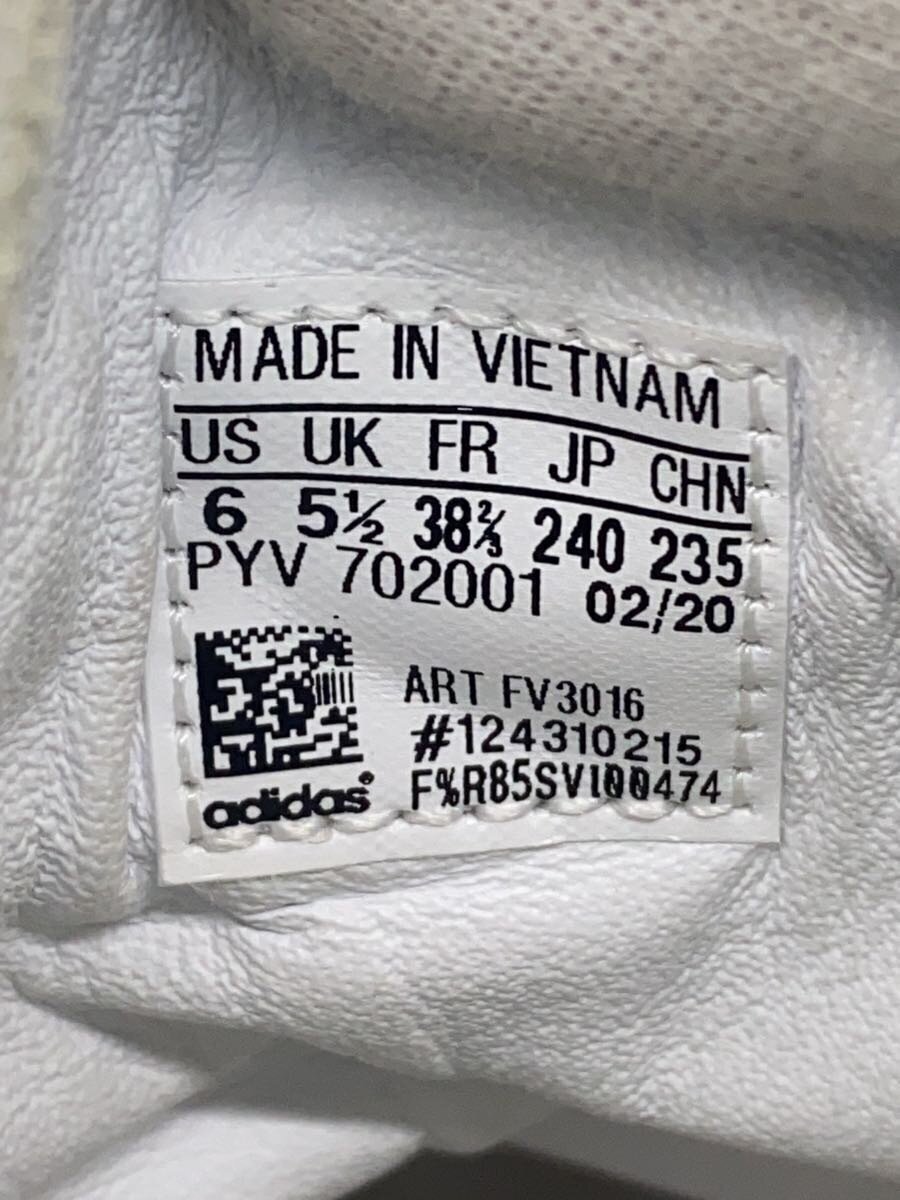 MADE IN VIETNAM
US UK FR JP CHN
6 5½ 38⅔ 240 235
PYV 702001 02/20
ART FV3016
#124310215
F%R85SV100474
adidas®